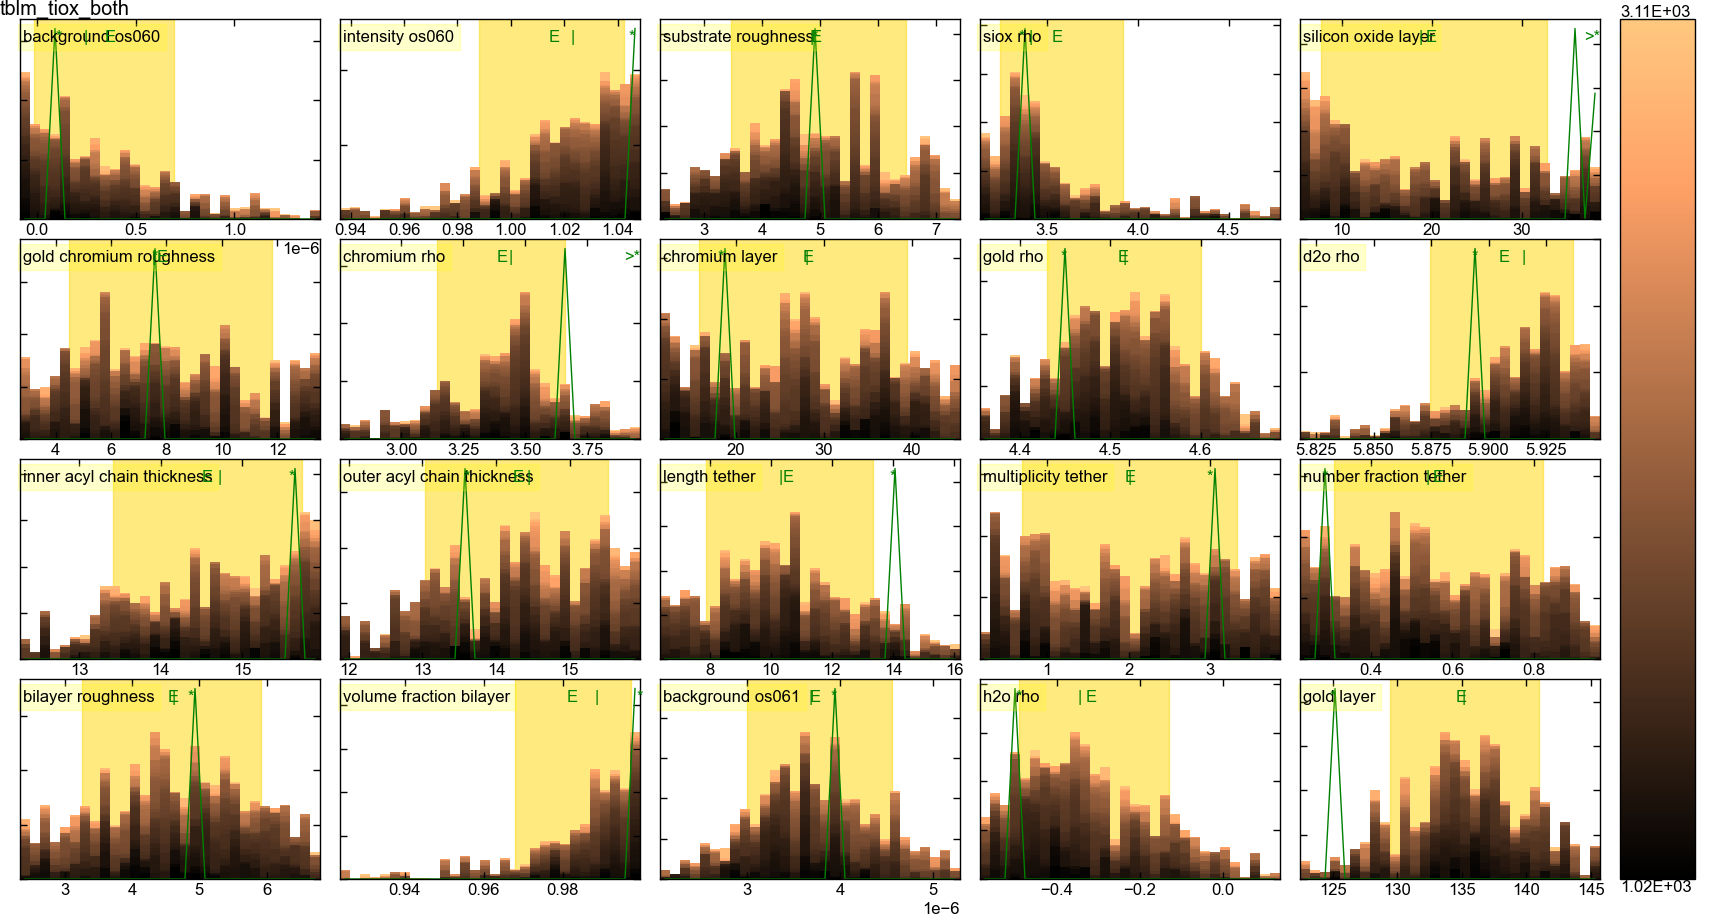 tblm_tiox_both
3.11E+03
background os060
* | E
intensity os060
E | *
substrate roughness
E
siox rho
* | E
silicon oxide layer
| E >*
0.0 0.5 1.0
0.94 0.96 0.98 1.00 1.02 1.04
3 4 5 6 7
3.5 4.0 4.5
10 20 30
1e−6
gold chromium roughness
E
chromium rho
E | >*
chromium layer
* | E
gold rho
* E |
d2o rho
* E |
4 6 8 10 12
3.00 3.25 3.50 3.75
20 30 40
4.4 4.5 4.6
5.825 5.850 5.875 5.900 5.925
inner acyl chain thickness
E | *
outer acyl chain thickness
* E |
length tether
| E *
multiplicity tether
E | *
number fraction tether
* | E
13 14 15
12 13 14 15
8 10 12 14 16
1 2 3
0.4 0.6 0.8
bilayer roughness
E | *
volume fraction bilayer
E | *
background os061
| E *
h2o rho
* | E
gold layer
* E |
3 4 5 6
0.94 0.96 0.98
3 4 5
1e−6
−0.4 −0.2 0.0
125 130 135 140 145
1.02E+03